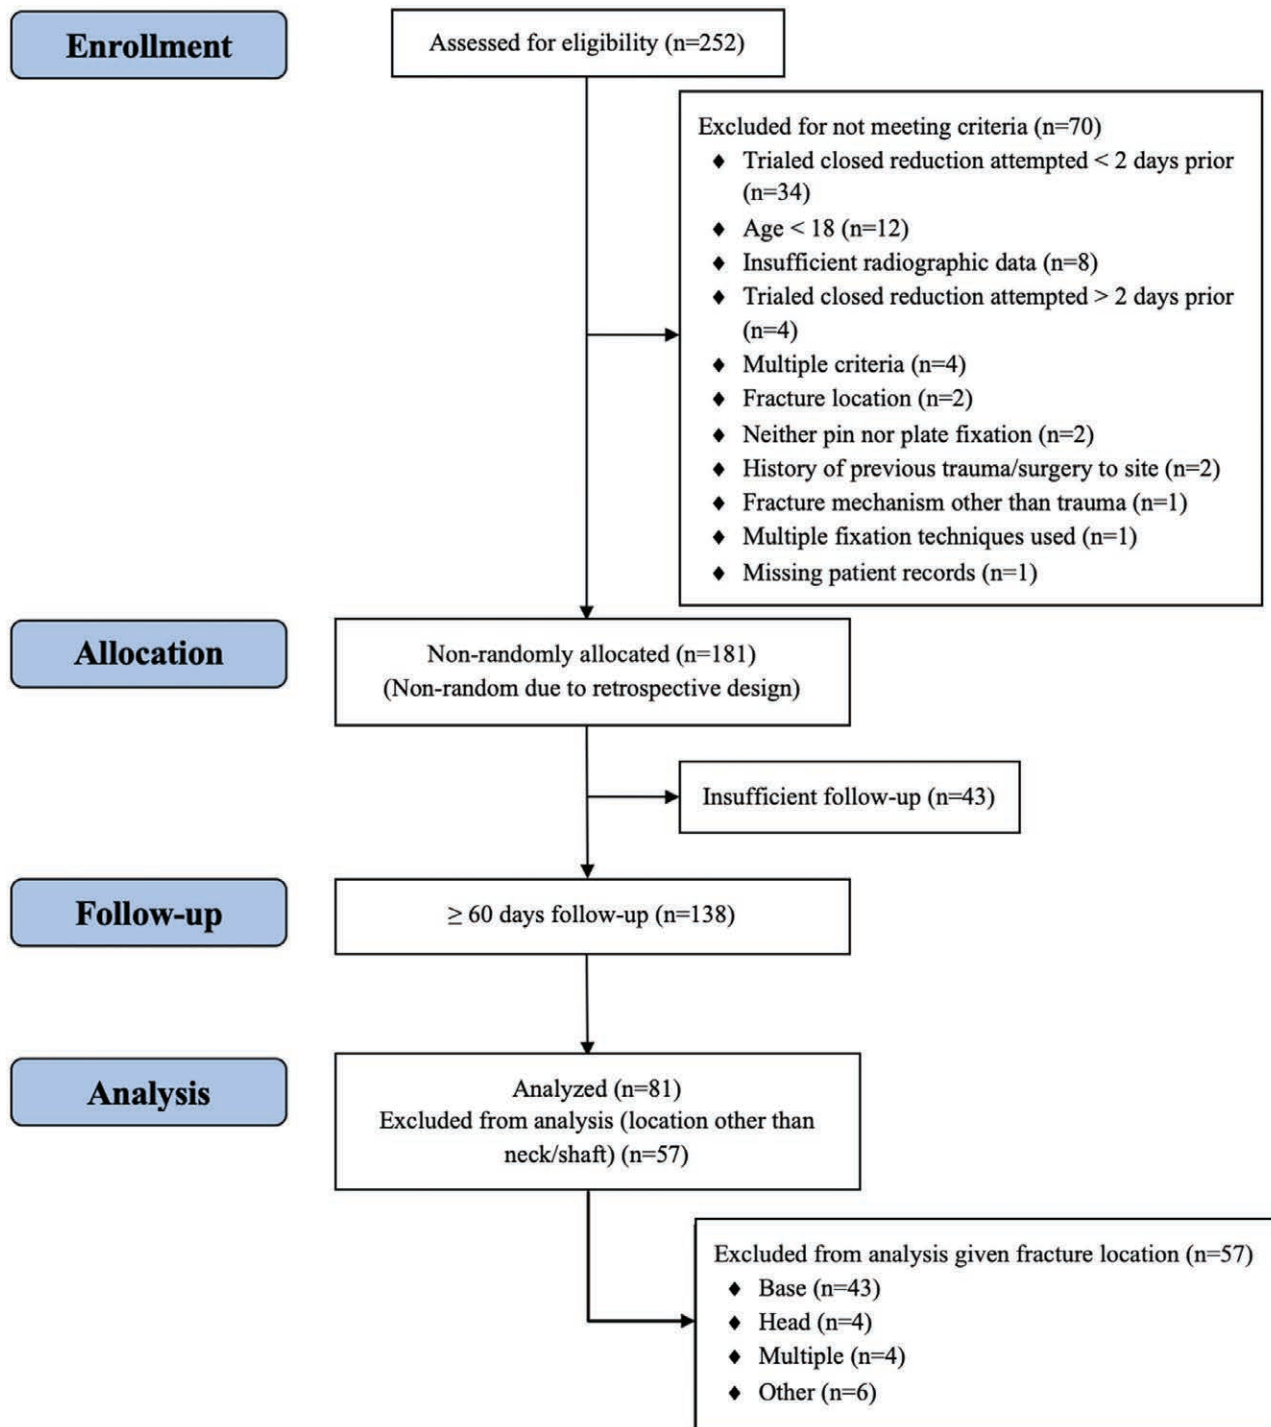 Enrollment
Assessed for eligibility (n=252)
Excluded for not meeting criteria (n=70)
♦ Trialed closed reduction attempted < 2 days prior
(n=34)
♦ Age < 18 (n=12)
♦ Insufficient radiographic data (n=8)
♦ Trialed closed reduction attempted > 2 days prior
(n=4)
♦ Multiple criteria (n=4)
♦ Fracture location (n=2)
♦ Neither pin nor plate fixation (n=2)
♦ History of previous trauma/surgery to site (n=2)
♦ Fracture mechanism other than trauma (n=1)
♦ Multiple fixation techniques used (n=1)
♦ Missing patient records (n=1)
Allocation
Non-randomly allocated (n=181)
(Non-random due to retrospective design)
Insufficient follow-up (n=43)
Follow-up
≥ 60 days follow-up (n=138)
Analysis
Analyzed (n=81)
Excluded from analysis (location other than
neck/shaft) (n=57)
Excluded from analysis given fracture location (n=57)
♦ Base (n=43)
♦ Head (n=4)
♦ Multiple (n=4)
♦ Other (n=6)